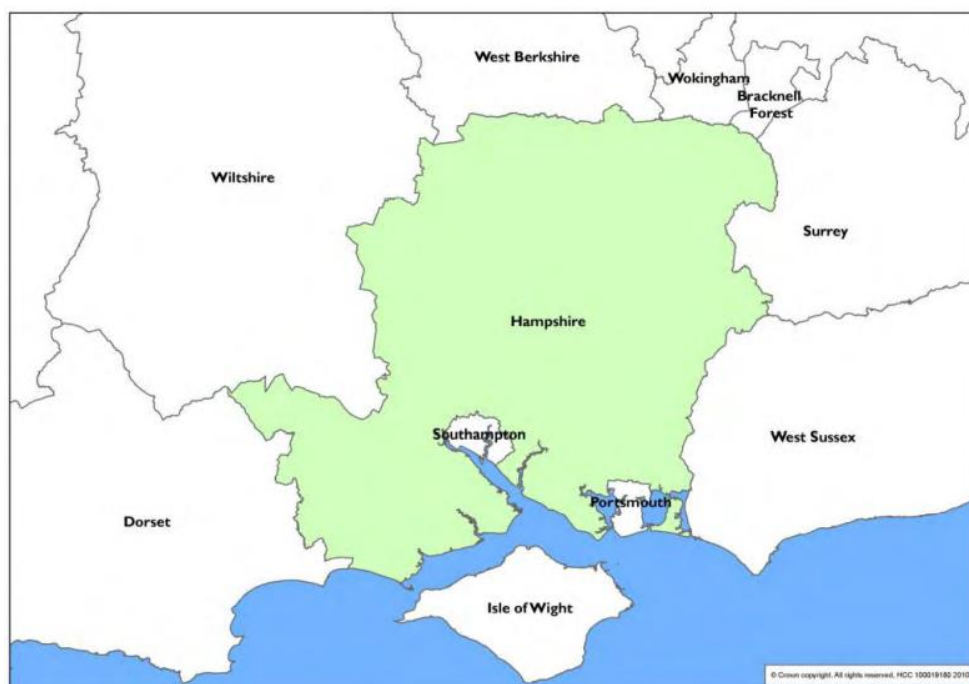 West Berkshire
Wokingham
Bracknell
Forest
Wiltshire
Surrey
Hampshire
Southampton
West Sussex
Portsmouth
Dorset
Isle of Wight
© Crown copyright. All rights reserved, HCC 100019180 2010